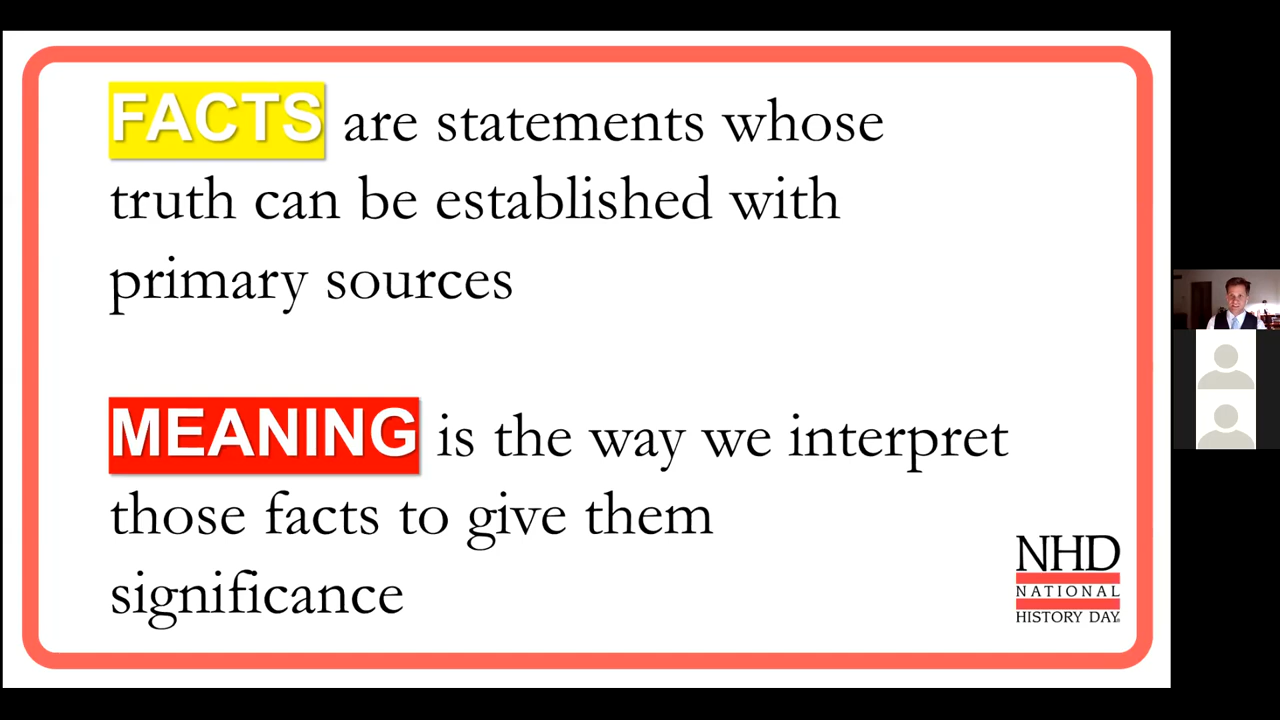 FACTS are statements whose
truth can be established with
primary sources
MEANING is the way we interpret
those facts to give them
significance
NHD
NATIONAL
HISTORY DAY